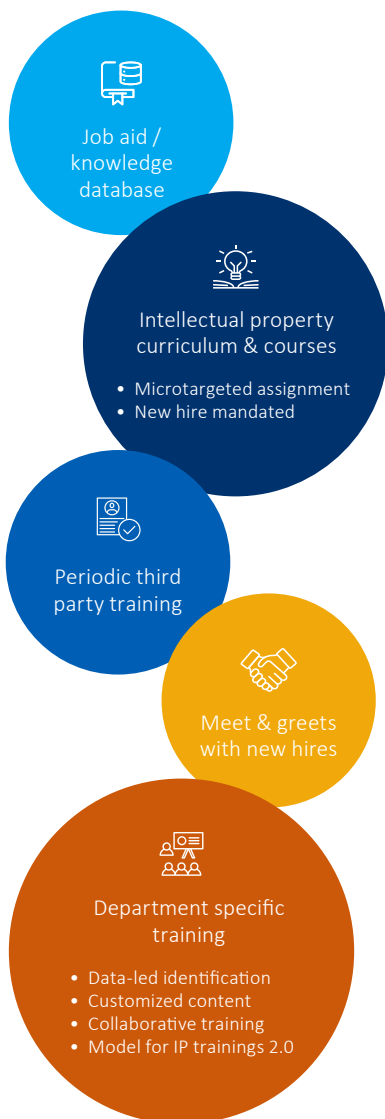 Job aid /
knowledge
database
Intellectual property
curriculum & courses
• Microtargeted assignment
• New hire mandated
Periodic third
party training
Meet & greets
with new hires
Department specific
training
• Data-led identification
• Customized content
• Collaborative training
• Model for IP trainings 2.0